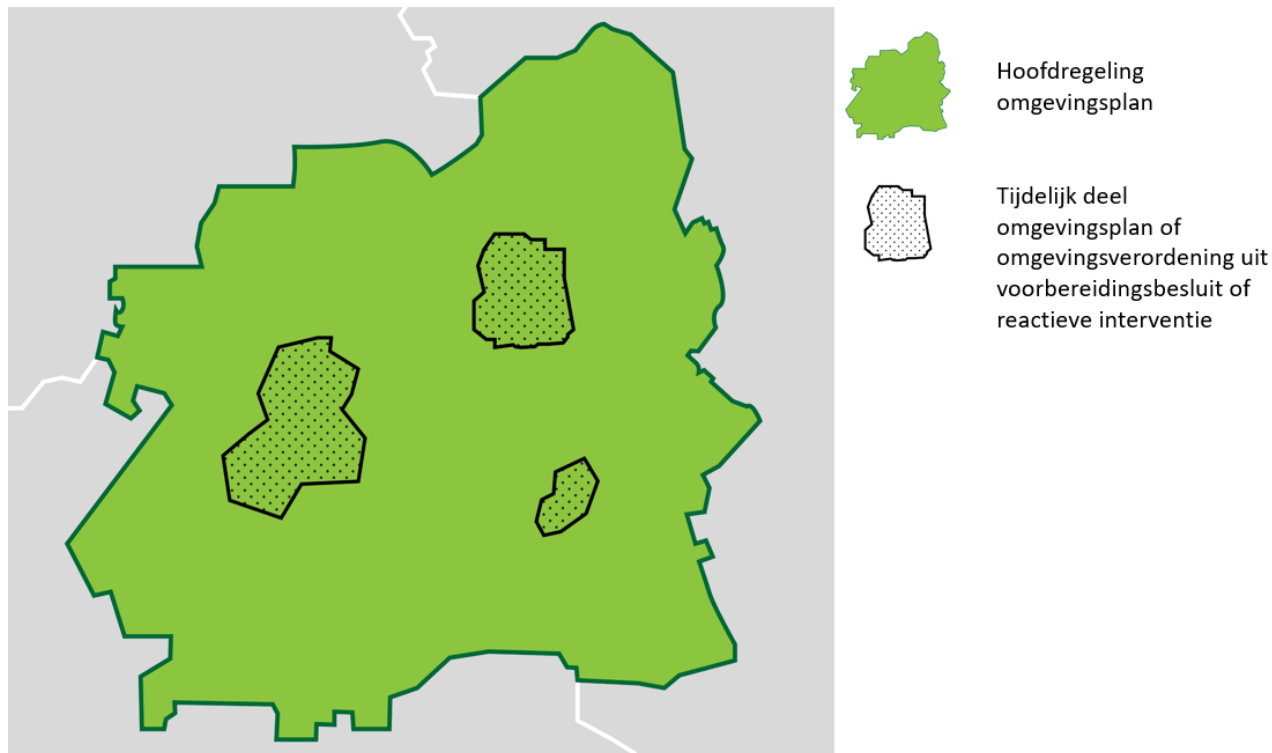 Hoofdregeling
omgevingsplan
Tijdelijk deel
omgevingsplan of
omgevingsverordening uit
voorbereidingsbesluit of
reactieve interventie